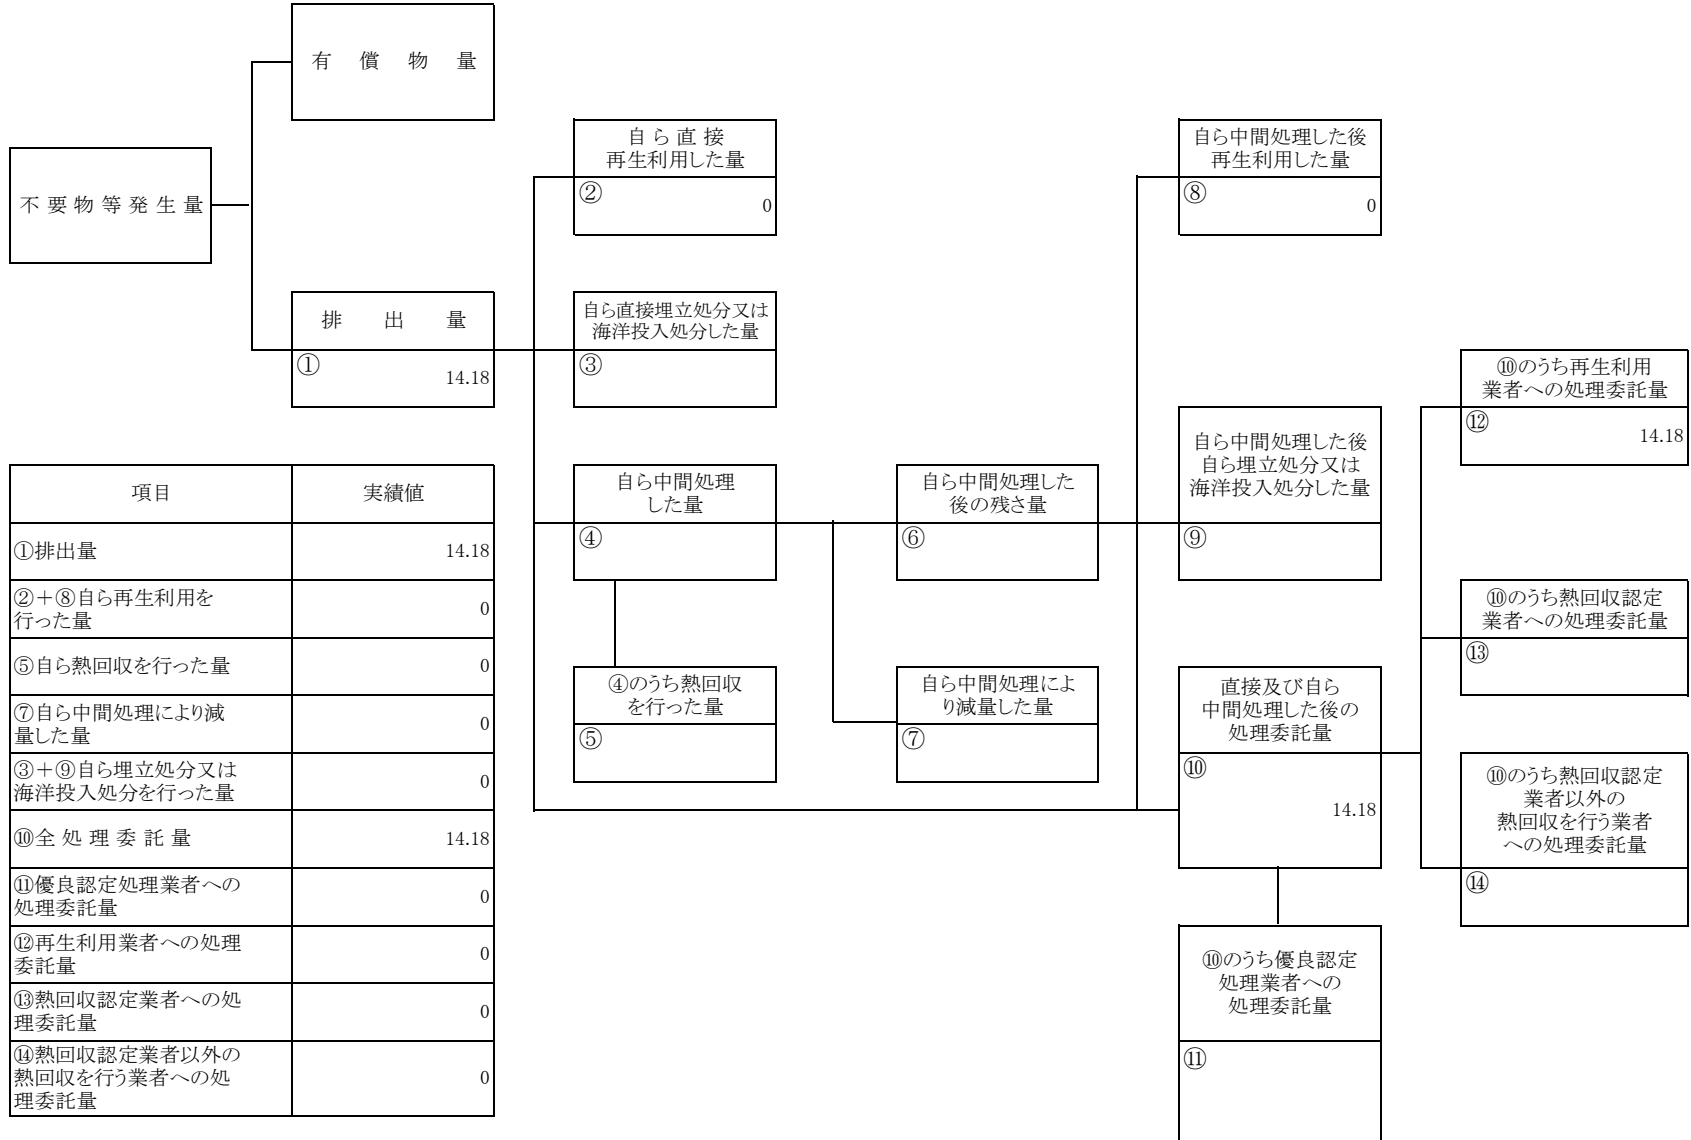 有償物量
不要物等発生量
排出量
①
14.18
自ら直接
再生利用した量
②
0
自ら直接埋立処分又は
海洋投入処分した量
③
自ら中間処理
した量
④
④のうち熱回収
を行った量
⑤
自ら中間処理した
後の残さ量
⑥
自ら中間処理によ
り減量した量
⑦
自ら中間処理した後
再生利用した量
⑧
0
自ら中間処理した後
自ら埋立処分又は
海洋投入処分した量
⑨
直接及び自ら
中間処理した後の
処理委託量
⑩
14.18
⑩のうち優良認定
処理業者への
処理委託量
⑪
⑩のうち再生利用
業者への処理委託量
⑫
14.18
⑩のうち熱回収認定
業者への処理委託量
⑬
⑩のうち熱回収認定
業者以外の
熱回収を行う業者
への処理委託量
⑭
項目 実績値
①排出量 14.18
②＋⑧自ら再生利用を
行った量 0
⑤自ら熱回収を行った量 0
⑦自ら中間処理により減
量した量 0
③＋⑨自ら埋立処分又は
海洋投入処分を行った量 0
⑩全処理委託量 14.18
⑪優良認定処理業者への
処理委託量 0
⑫再生利用業者への処理
委託量 0
⑬熱回収認定業者への処
理委託量 0
⑭熱回収認定業者以外の
熱回収を行う業者への処
理委託量 0